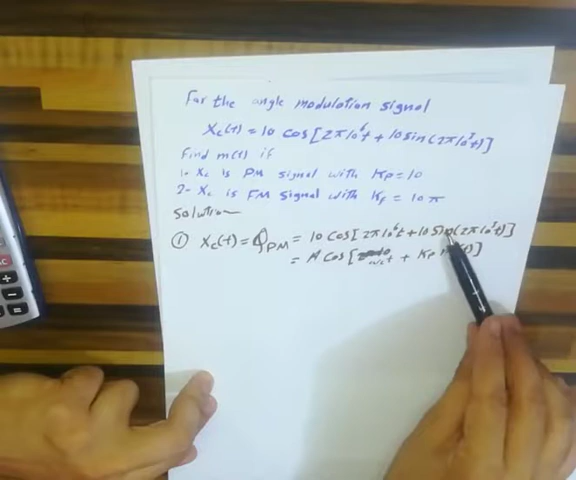 For the angle modulation signal
Xc(t) = 10 cos[2π10⁶t + 10 sin(2π10³t)]
Find m(t) if
1- Xc is PM signal with Kp = 10
2- Xc is FM signal with Kf = 10 π
Solution
① Xc(t) = φPM = 10 cos[2π10⁶t + 10 sin(2π10³t)]
= A cos[ωct + Kp (t)]